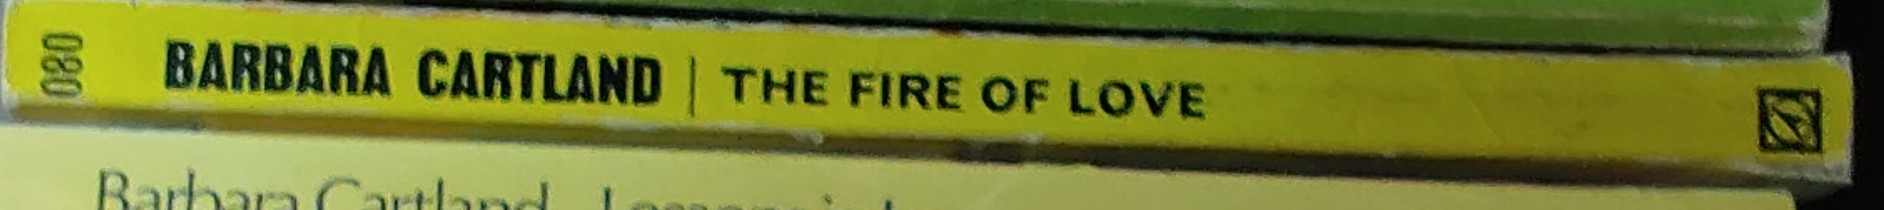 080 BARBARA CARTLAND | THE FIRE OF LOVE
Barbara Cartland